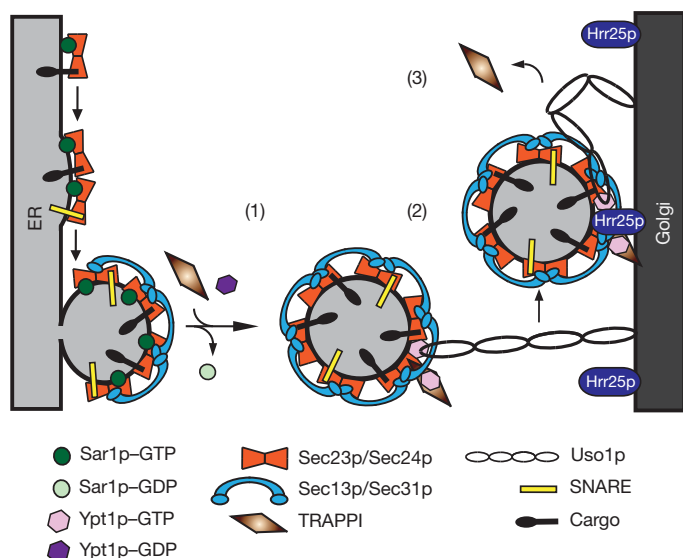 Hrr25p
(3)
ER
(1)
(2)
Hrr25p
Golgi
Hrr25p
Sar1p–GTP
Sar1p–GDP
Ypt1p–GTP
Ypt1p–GDP
Sec23p/Sec24p
Sec13p/Sec31p
TRAPPI
Uso1p
SNARE
Cargo